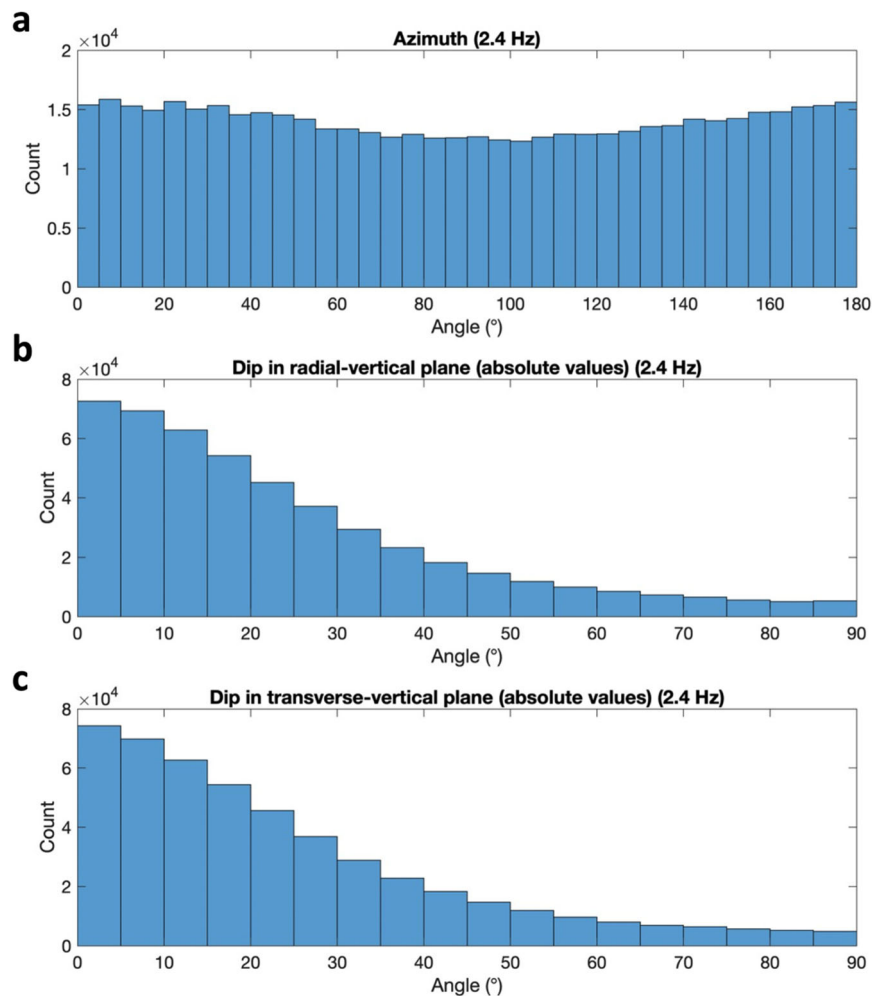 a
×10⁴
Azimuth (2.4 Hz)
2
1.5
1
0.5
0
Count
0 20 40 60 80 100 120 140 160 180
Angle (°)
b
×10⁴
Dip in radial-vertical plane (absolute values) (2.4 Hz)
8
6
4
2
0
Count
0 10 20 30 40 50 60 70 80 90
Angle (°)
c
×10⁴
Dip in transverse-vertical plane (absolute values) (2.4 Hz)
8
6
4
2
0
Count
0 10 20 30 40 50 60 70 80 90
Angle (°)